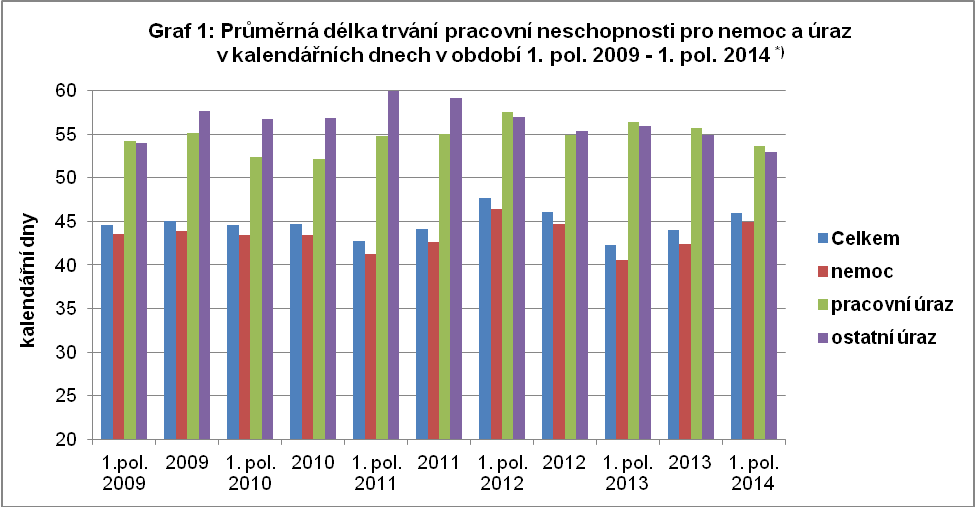 Graf 1: Průměrná délka trvání pracovní neschopnosti pro nemoc a úraz
v kalendářních dnech v období 1. pol. 2009 - 1. pol. 2014 *)
kalendářní dny
60
55
50
45
40
35
30
25
20
1.pol. 2009 1.pol. 2010 1.pol. 2011 1.pol. 2012 1.pol. 2013 1.pol.
2009 2010 2011 2012 2013 2014
Celkem
nemoc
pracovní úraz
ostatní úraz